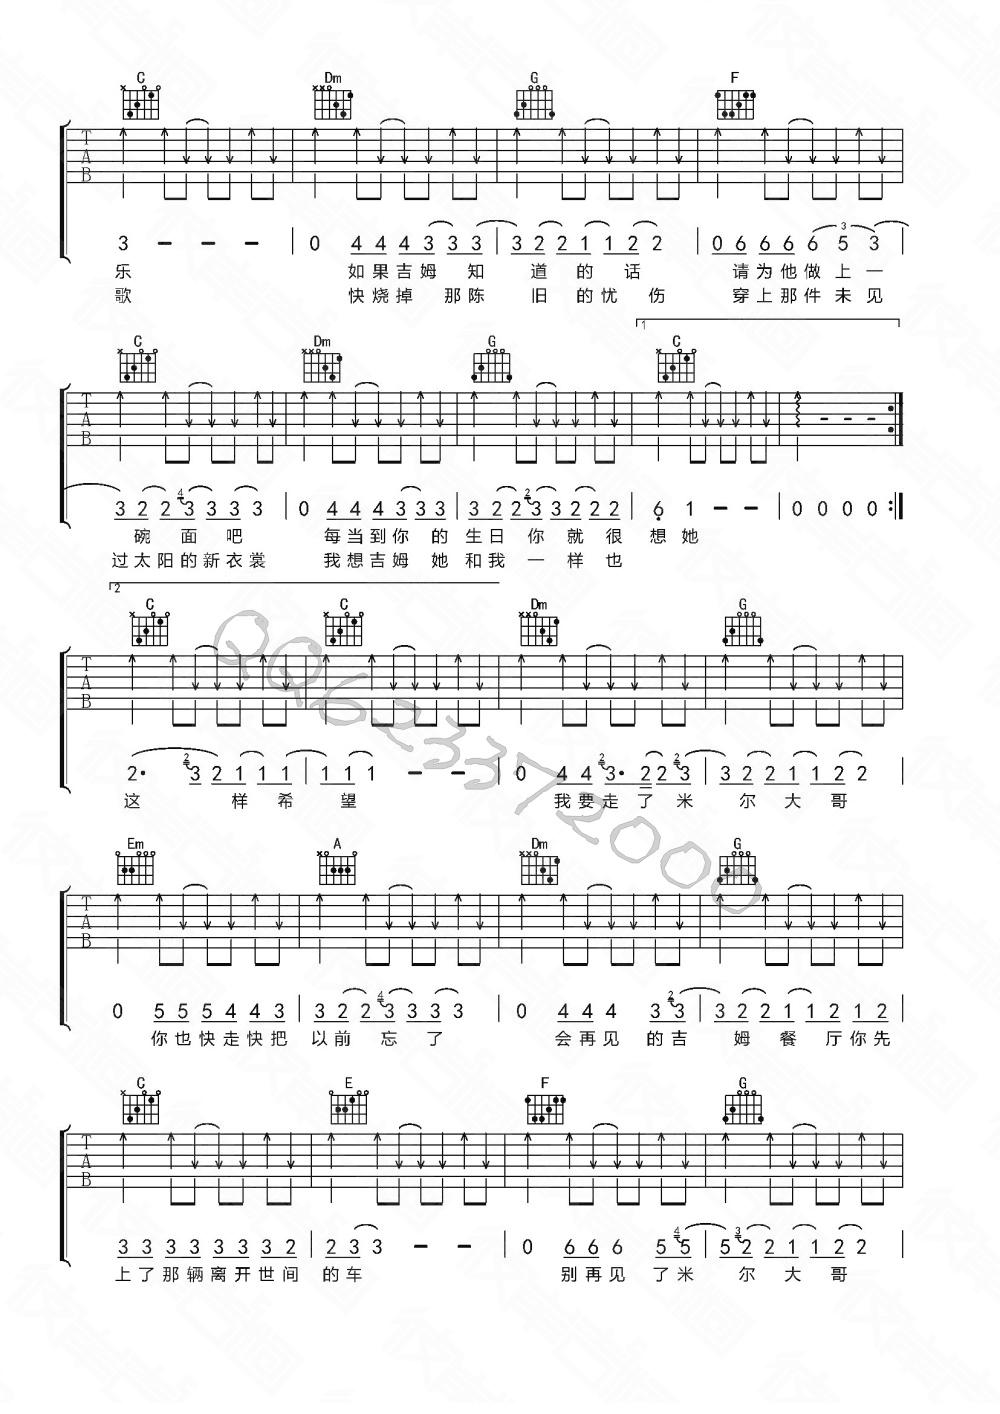 C Dm G F
T A B
3 - - - | 0 4 4 4 3 3 3 | 3 2 2 1 1 2 2 | 0 6 6 6 6 5 3 |
乐 如果吉姆 知 道 的 话 请为他做上一
歌 快烧掉 那陈 旧 的忧 伤 穿上那件未见
1
C Dm G C
T A B
3 2 2 3 3 3 3 | 0 4 4 4 3 3 3 | 3 2 2 3 3 2 2 2 | 6 1 - - | 0 0 0 0 :|
碗 面 吧 每当到你 的 生日你 就 很 想她
过太阳的新衣裳 我想吉姆 她 和我 一 样 也
2
C C Dm G
T A B
2· 3 2 1 1 1 | 1 1 1 - - | 0 4 4 3· 2 2 3 | 3 2 2 1 1 2 2 |
这 样 希 望 我要走了 米 尔 大 哥
Em A Dm G
T A B
0 5 5 5 4 4 3 | 3 2 2 3 3 3 3 | 0 4 4 4 3 3 | 3 2 2 1 1 2 1 2 |
你也快走快把 以前 忘 了 会再见 的吉 姆 餐 厅你先
C E F G
T A B
3 3 3 3 3 3 3 2 | 2 3 3 - - | 0 6 6 6 5 5 | 5 2 2 1 1 2 2 |
上了那辆离开世间 的车 别再见 了米 尔 大 哥
QQ623372000